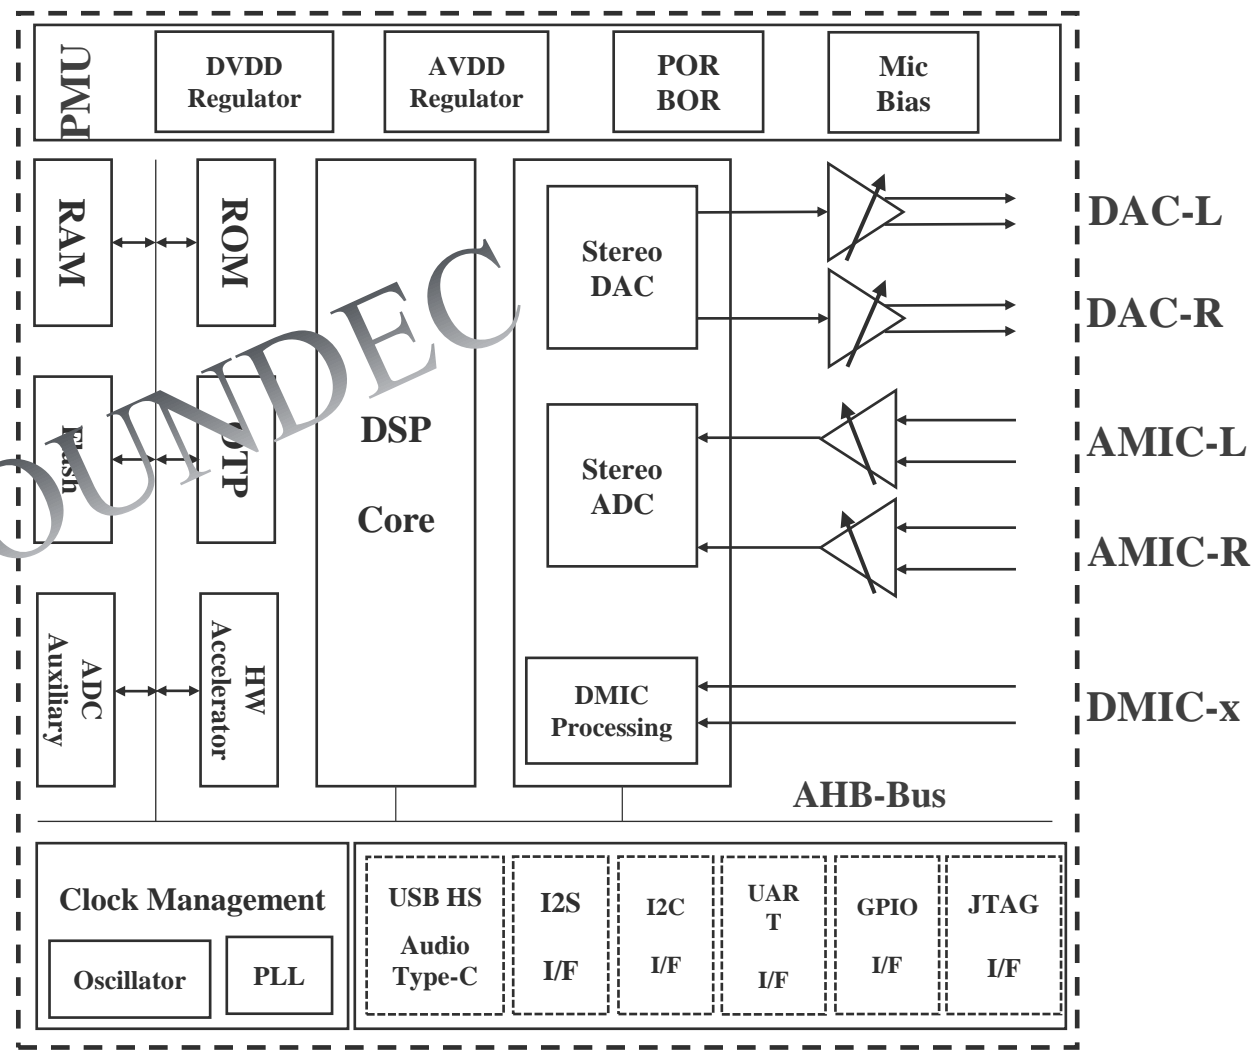 PMU
DVDD
Regulator
AVDD
Regulator
POR
BOR
Mic
Bias
RAM
ROM
Stereo
DAC
DAC-L
DAC-R
OUNDEC
Flash
OTP
DSP
Core
Stereo
ADC
AMIC-L
AMIC-R
ADC
Auxiliary
HW
Accelerator
DMIC
Processing
DMIC-x
AHB-Bus
Clock Management
Oscillator
PLL
USB HS
Audio
Type-C
I2S
I/F
I2C
I/F
UAR
T
I/F
GPIO
I/F
JTAG
I/F